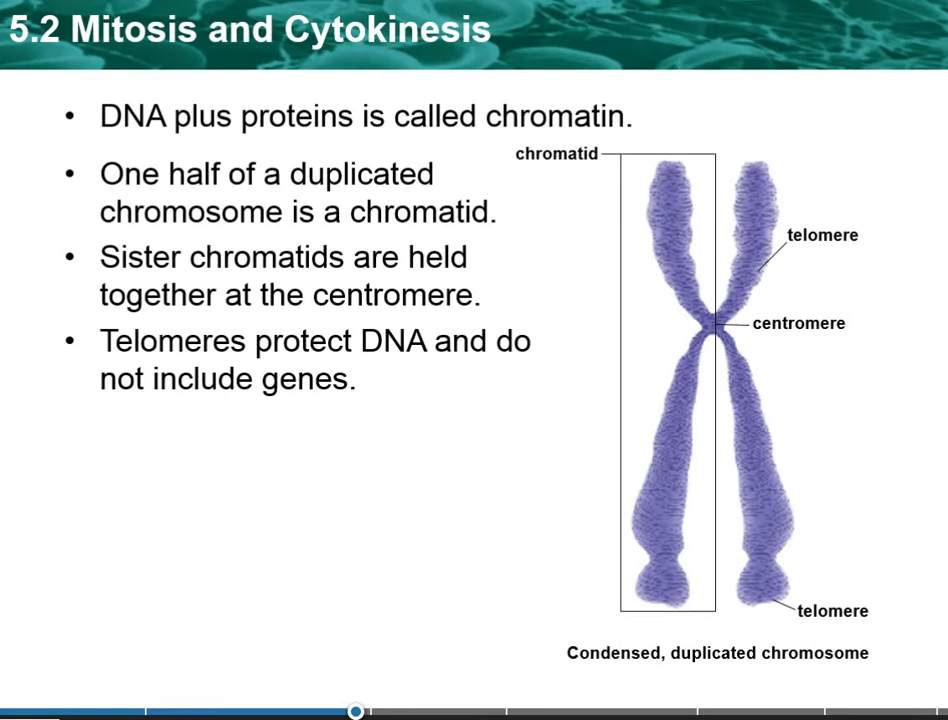 5.2 Mitosis and Cytokinesis
• DNA plus proteins is called chromatin.
• One half of a duplicated
chromosome is a chromatid.
• Sister chromatids are held
together at the centromere.
• Telomeres protect DNA and do
not include genes.
chromatid
telomere
centromere
telomere
Condensed, duplicated chromosome